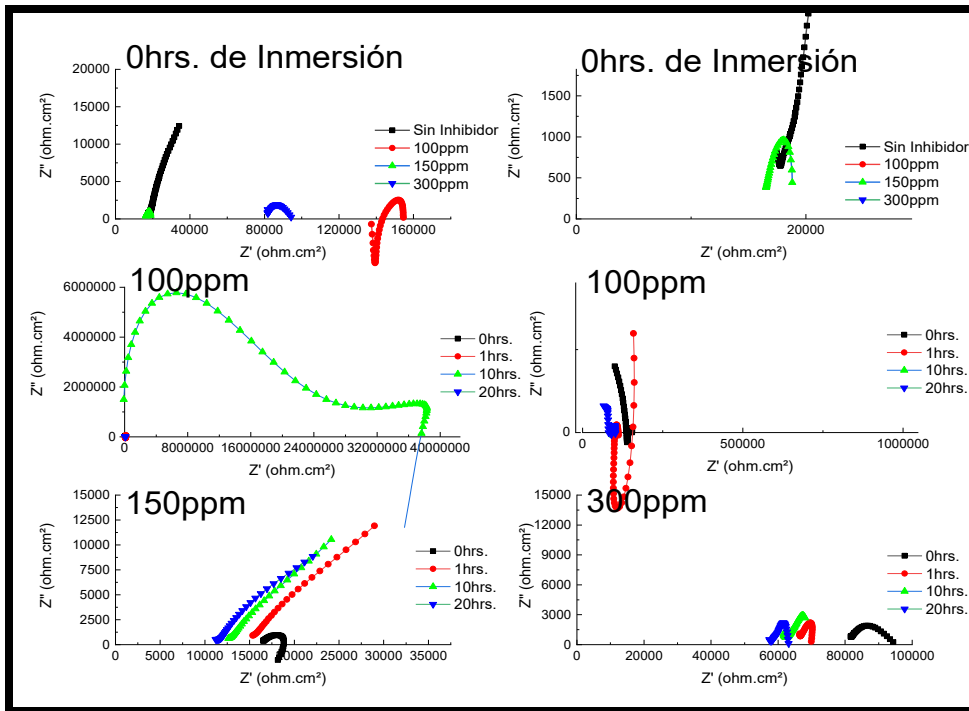 0hrs. de Inmersión
20000
15000
10000
5000
0
Z'' (ohm.cm²)
0 40000 80000 120000 160000
Z' (ohm.cm²)
Sin Inhibidor
100ppm
150ppm
300ppm
0hrs. de Inmersión
1500
1000
500
0
Z'' (ohm.cm²)
0 20000
Z' (ohm.cm²)
Sin Inhibidor
100ppm
150ppm
300ppm
100ppm
6000000
4000000
2000000
0
Z'' (ohm.cm²)
0 8000000 16000000 24000000 32000000 40000000
Z' (ohm.cm²)
0hrs.
1hrs.
10hrs.
20hrs.
100ppm
0
Z'' (ohm.cm²)
0 500000 1000000
Z' (ohm.cm²)
0hrs.
1hrs.
10hrs.
20hrs.
150ppm
15000
12500
10000
7500
5000
2500
0
Z'' (ohm.cm²)
0 5000 10000 15000 20000 25000 30000 35000
Z' (ohm.cm²)
0hrs.
1hrs.
10hrs.
20hrs.
300ppm
15000
12000
9000
6000
3000
0
Z'' (ohm.cm²)
0 20000 40000 60000 80000 100000
Z' (ohm.cm²)
0hrs.
1hrs.
10hrs.
20hrs.